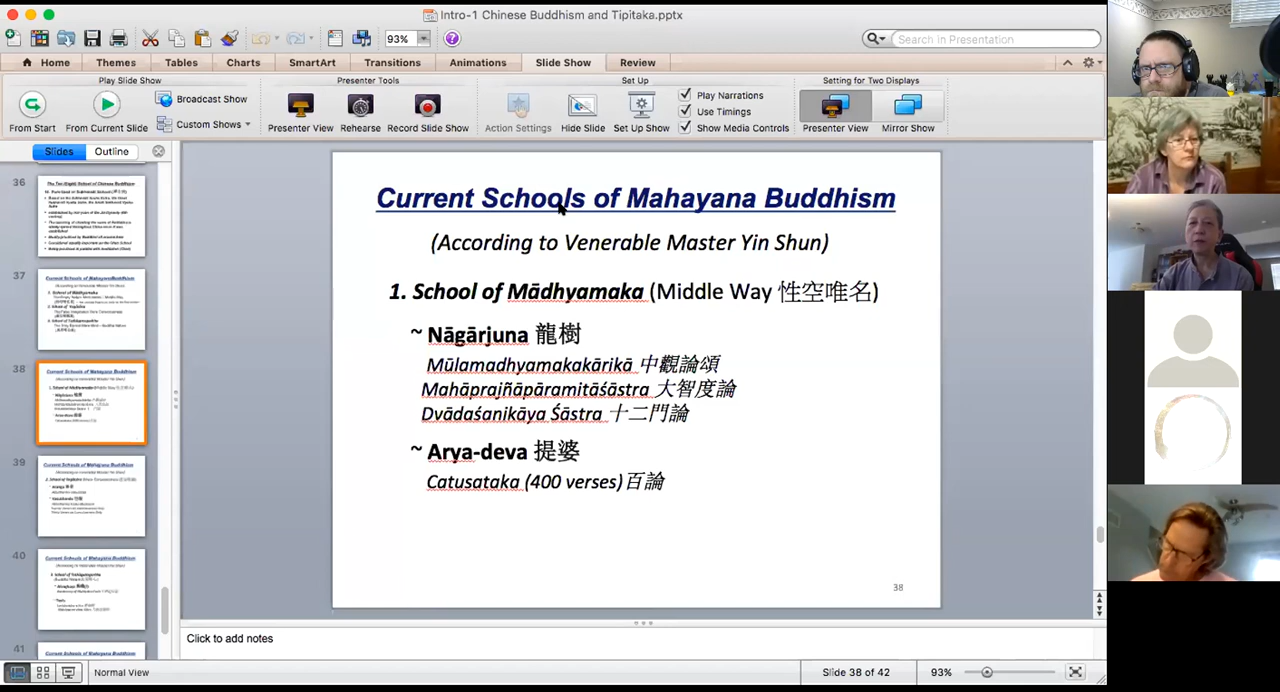 Intro-1 Chinese Buddhism and Tipitaka.pptx
93%
Search in Presentation
Home Themes Tables Charts SmartArt Transitions Animations Slide Show Review
Play Slide Show Presenter Tools Set Up Setting for Two Displays
From Start From Current Slide Broadcast Show Custom Shows
Presenter View Rehearse Record Slide Show
Action Settings Hide Slide Set Up Show
Play Narrations
Use Timings
Show Media Controls
Presenter View Mirror Show
Slides Outline
36
37
38
39
40
41
Current Schools of Mahayana Buddhism
(According to Venerable Master Yin Shun)
1. School of Mādhyamaka (Middle Way 性空唯名)
~ Nāgārjuna 龍樹
Mūlamadhyamakakārikā 中觀論頌
Mahāprajñāpāramitāśāstra 大智度論
Dvādaśanikāya Śāstra 十二門論
~ Arya-deva 提婆
Catusataka (400 verses)百論
38
Click to add notes
Normal View
Slide 38 of 42
93%